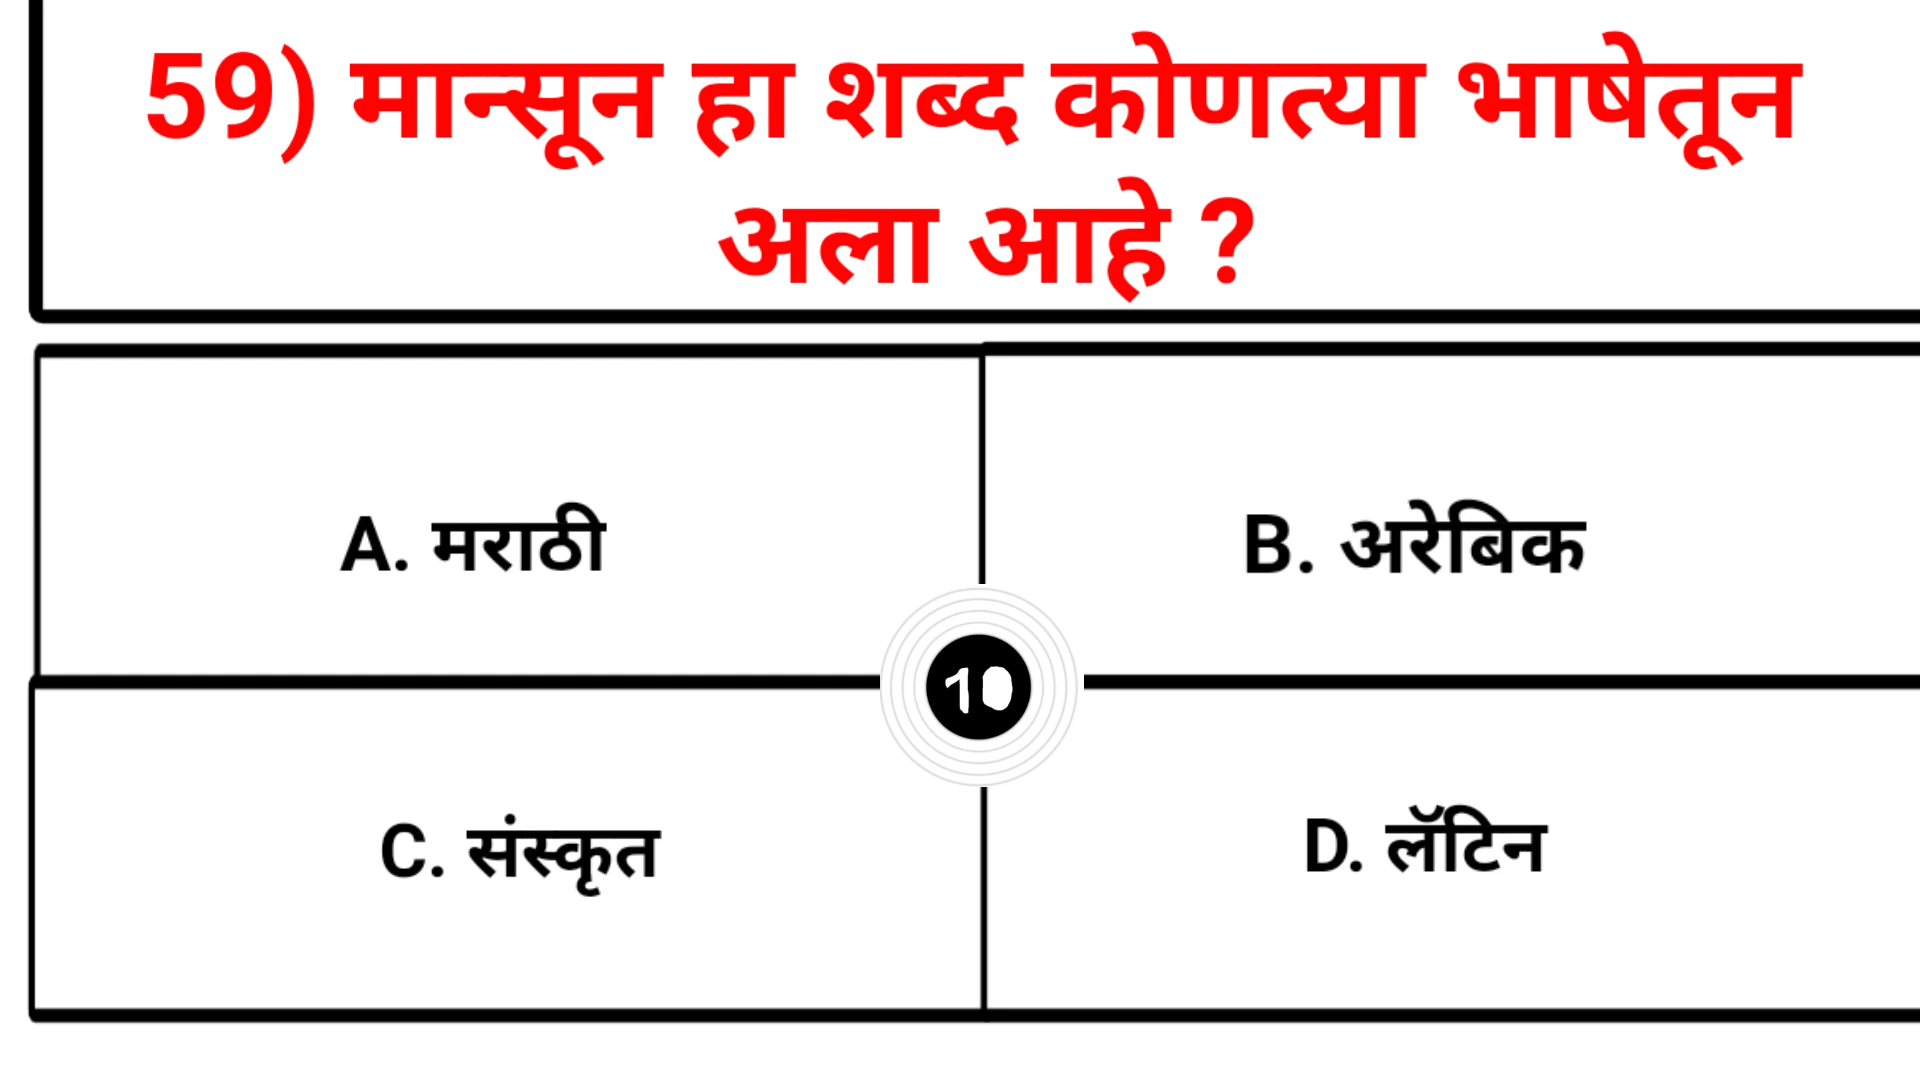 59) मान्सून हा शब्द कोणत्या भाषेतून
अला आहे ?
A. मराठी
B. अरेबिक
10
C. संस्कृत
D. लॅटिन